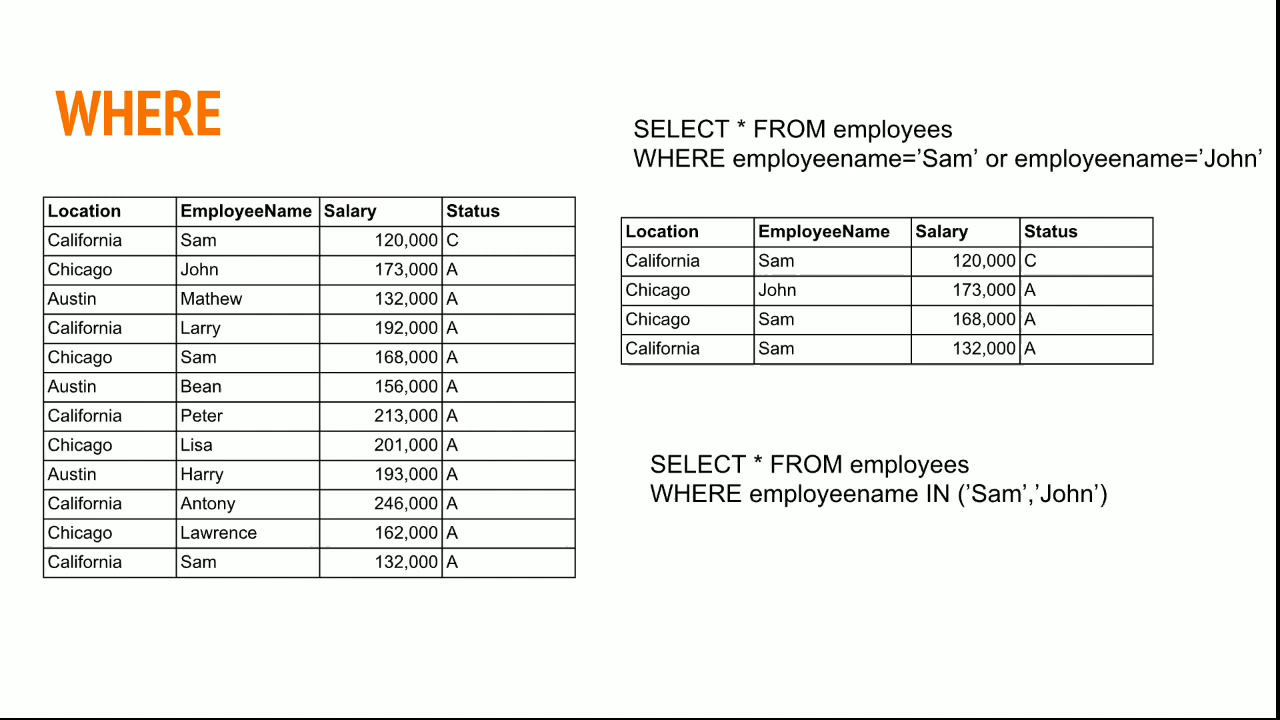 WHERE
Location EmployeeName Salary Status
California Sam 120,000 C
Chicago John 173,000 A
Austin Mathew 132,000 A
California Larry 192,000 A
Chicago Sam 168,000 A
Austin Bean 156,000 A
California Peter 213,000 A
Chicago Lisa 201,000 A
Austin Harry 193,000 A
California Antony 246,000 A
Chicago Lawrence 162,000 A
California Sam 132,000 A
SELECT * FROM employees
WHERE employeename=’Sam’ or employeename=’John’
Location EmployeeName Salary Status
California Sam 120,000 C
Chicago John 173,000 A
Chicago Sam 168,000 A
California Sam 132,000 A
SELECT * FROM employees
WHERE employeename IN (’Sam’,’John’)